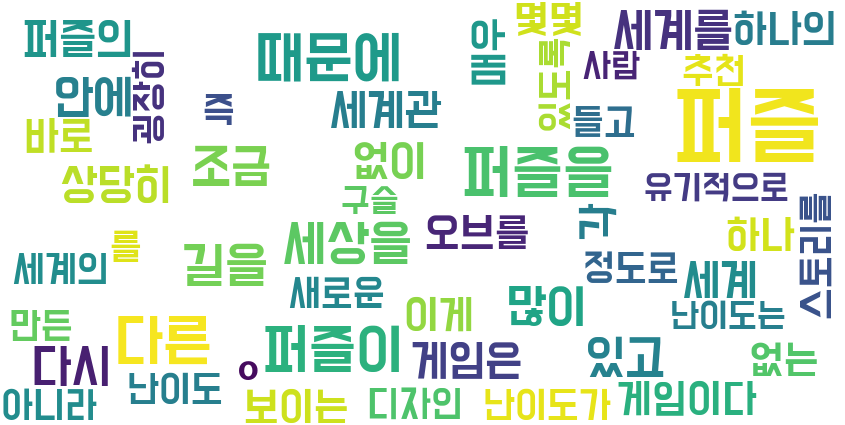 퍼즐의
때문에
아
봄
몇몇
세계를
하나의
안에
굉장히
즉
세계관
있도록
사람
추천
들고
퍼즐
바로
상당히
조금
없이
구슬
퍼즐을
유기적으로
를
세계의
길을
세상을
오브를
각
하나
스토리를
새로운
정도로
세계
만든
다른
이게
많이
난이도는
다시
ㅇ
퍼즐이
게임은
있고
없는
아니라
난이도
보이는
디자인
난이도가
게임이다